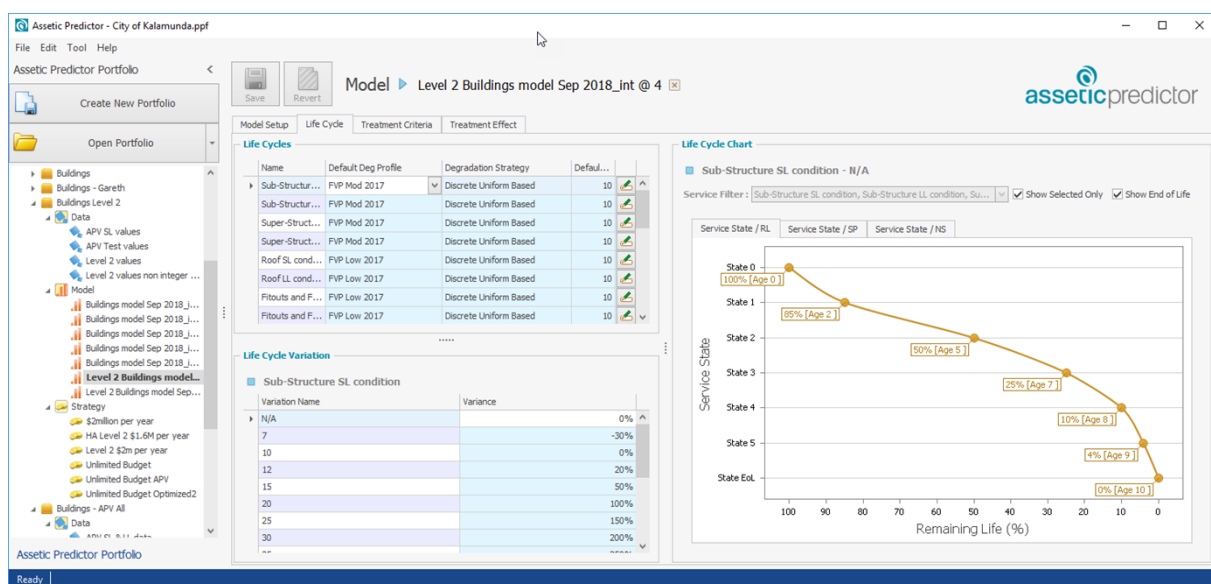 Assetic Predictor - City of Kalamunda.ppf
File Edit Tool Help
Assetic Predictor Portfolio
Create New Portfolio
Open Portfolio
Buildings
Buildings - Gareth
Buildings Level 2
Data
APV SL values
APV Test values
Level 2 values
Level 2 values non integer ...
Model
Buildings model Sep 2018_i...
Buildings model Sep 2018_i...
Buildings model Sep 2018_i...
Buildings model Sep 2018_i...
Buildings model Sep 2018_i...
Level 2 Buildings model...
Level 2 Buildings model Sep...
Strategy
$2million per year
HA Level 2 $1.6M per year
Level 2 $2m per year
Unlimited Budget
Unlimited Budget APV
Unlimited Budget Optimized2
Buildings - APV All
Data
APV SL & LL data
Assetic Predictor Portfolio
Ready
Save Revert
Model Level 2 Buildings model Sep 2018_int @ 4
asseticpredictor
Model Setup Life Cycle Treatment Criteria Treatment Effect
Life Cycles
Name Default Deg Profile Degradation Strategy Defaul...
Sub-Structur... FVP Mod 2017 Discrete Uniform Based 10
Sub-Structur... FVP Mod 2017 Discrete Uniform Based 10
Super-Struct... FVP Mod 2017 Discrete Uniform Based 10
Super-Struct... FVP Mod 2017 Discrete Uniform Based 10
Roof SL cond... FVP Low 2017 Discrete Uniform Based 10
Roof LL cond... FVP Low 2017 Discrete Uniform Based 10
Fitouts and F... FVP Low 2017 Discrete Uniform Based 10
Fitouts and F... FVP Low 2017 Discrete Uniform Based 10
Life Cycle Variation
Sub-Structure SL condition
Variation Name Variance
N/A 0%
7 -30%
10 0%
12 20%
15 50%
20 100%
25 150%
30 200%
Life Cycle Chart
Sub-Structure SL condition - N/A
Service Filter : Sub-Structure SL condition, Sub-Structure LL condition, Su... Show Selected Only Show End of Life
Service State / RL Service State / SP Service State / NS
Service State
State 0
100% [Age 0 ]
State 1
85% [Age 2 ]
State 2
50% [Age 5 ]
State 3
25% [Age 7 ]
State 4
10% [Age 8 ]
State 5
4% [Age 9 ]
State EoL
0% [Age 10 ]
100 90 80 70 60 50 40 30 20 10 0
Remaining Life (%)